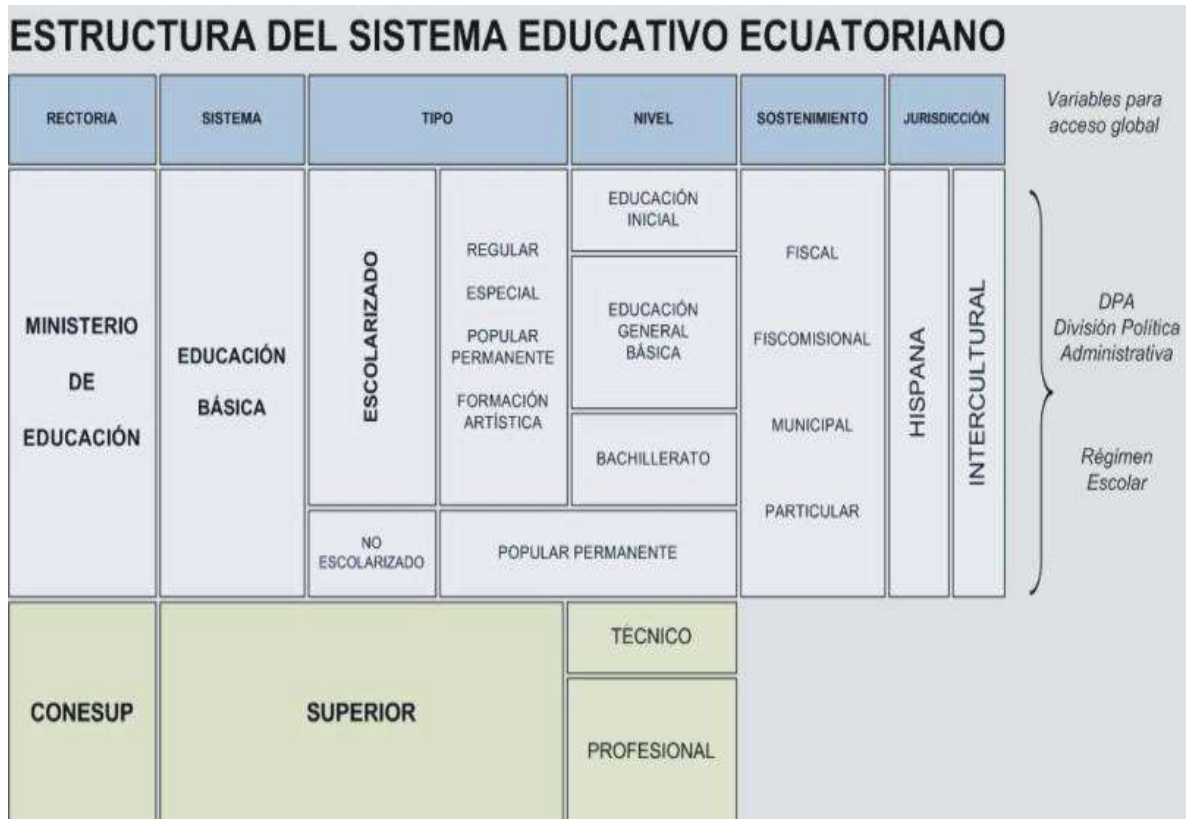 ESTRUCTURA DEL SISTEMA EDUCATIVO ECUATORIANO
RECTORIA
SISTEMA
TIPO
NIVEL
SOSTENIMIENTO
JURISDICCIÓN
Variables para
acceso global
MINISTERIO
DE
EDUCACIÓN
EDUCACIÓN
BÁSICA
ESCOLARIZADO
REGULAR
ESPECIAL
POPULAR
PERMANENTE
FORMACIÓN
ARTÍSTICA
EDUCACIÓN
INICIAL
EDUCACIÓN
GENERAL
BÁSICA
BACHILLERATO
NO
ESCOLARIZADO
POPULAR PERMANENTE
FISCAL
FISCOMISIONAL
MUNICIPAL
PARTICULAR
HISPANA
INTERCULTURAL
DPA
División Política
Administrativa
Régimen
Escolar
CONESUP
SUPERIOR
TÉCNICO
PROFESIONAL